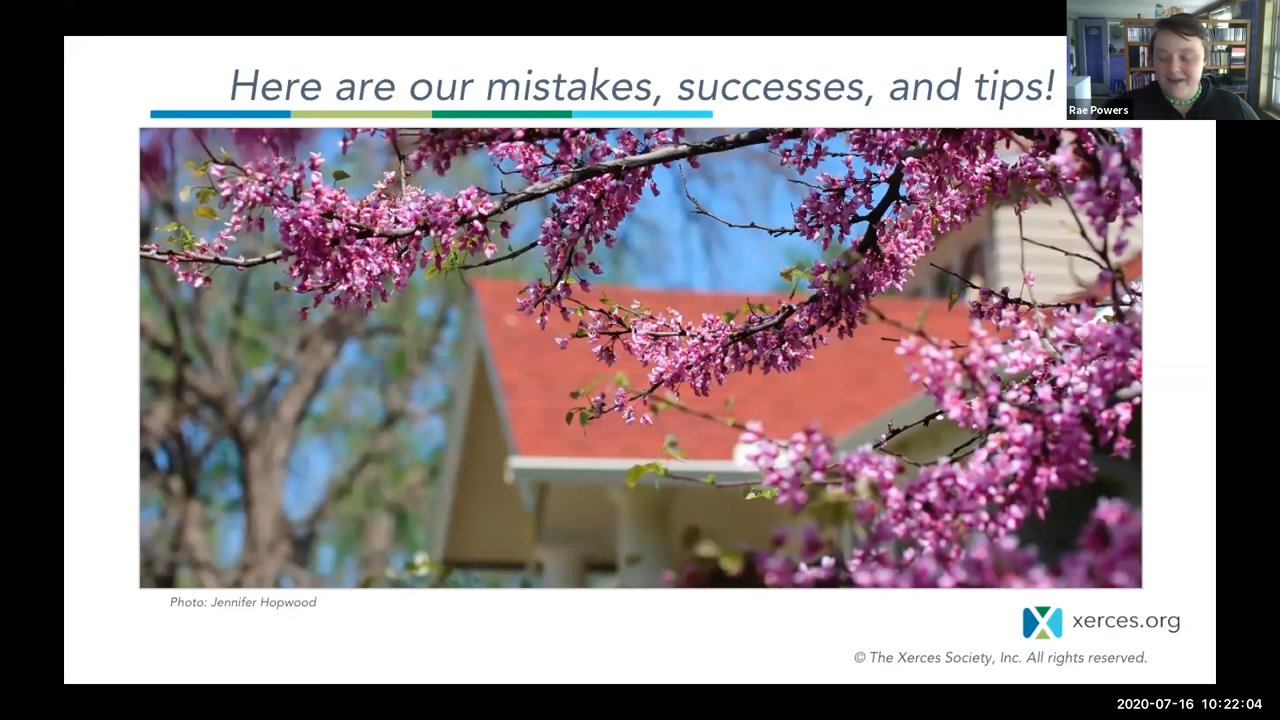 Here are our mistakes, successes, and tips!
Rae Powers
Photo: Jennifer Hopwood
xerces.org
© The Xerces Society, Inc. All rights reserved.
2020-07-16 10:22:04